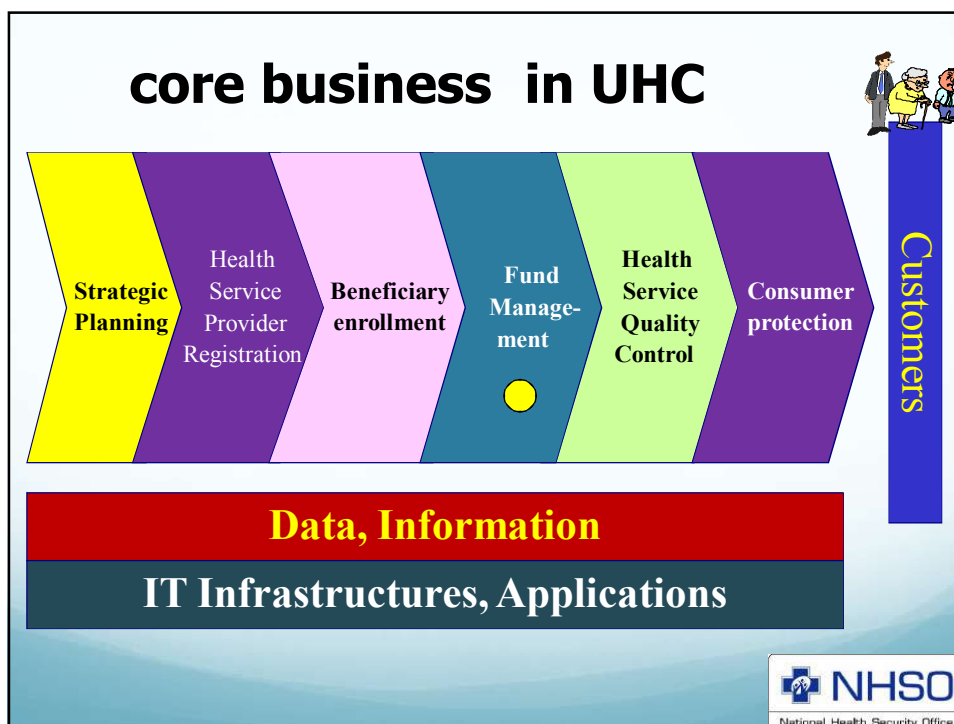 core business in UHC
Strategic
Planning
Health
Service
Provider
Registration
Beneficiary
enrollment
Fund
Manage-
ment
Health
Service
Quality
Control
Consumer
protection
Customers
Data, Information
IT Infrastructures, Applications
NHSO
National Health Security Office